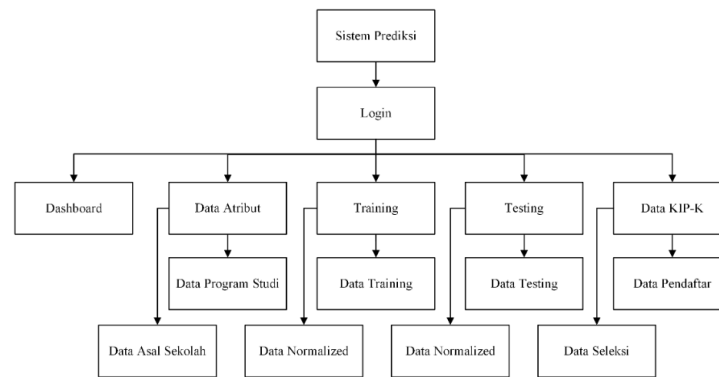 Sistem Prediksi
Login
Dashboard
Data Atribut
Training
Testing
Data KIP-K
Data Program Studi
Data Training
Data Testing
Data Pendaftar
Data Asal Sekolah
Data Normalized
Data Normalized
Data Seleksi